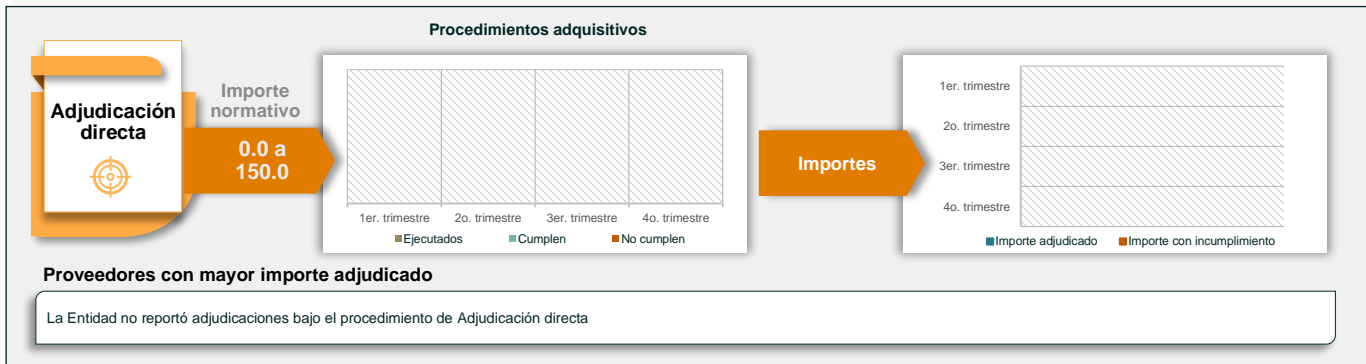 Procedimientos adquisitivos
Adjudicación
directa
Importe
normativo
0.0 a
150.0
1er. trimestre
2o. trimestre
3er. trimestre
4o. trimestre
Ejecutados
Cumplen
No cumplen
Importes
1er. trimestre
2o. trimestre
3er. trimestre
4o. trimestre
Importe adjudicado
Importe con incumplimiento
Proveedores con mayor importe adjudicado
La Entidad no reportó adjudicaciones bajo el procedimiento de Adjudicación directa